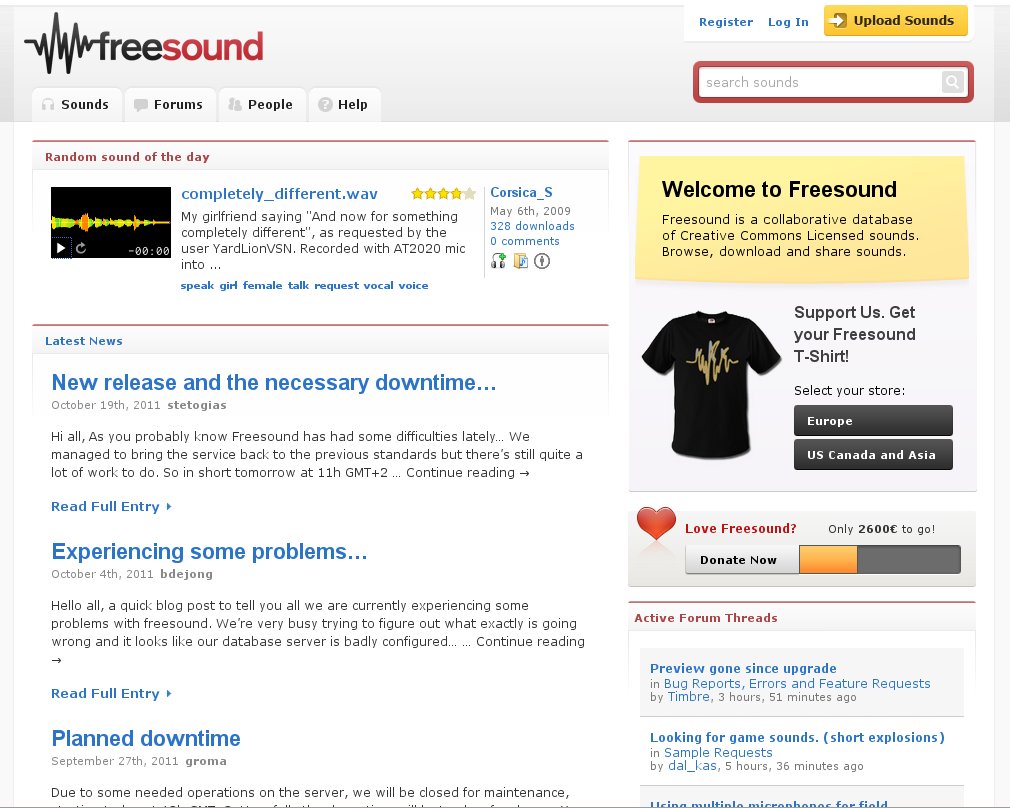 Register Log In Upload Sounds
freesound
search sounds
Sounds Forums People Help
Random sound of the day
completely_different.wav
My girlfriend saying "And now for something
completely different", as requested by the
user YardLionVSN. Recorded with AT2020 mic
into ...
speak girl female talk request vocal voice
-00:00
Corsica_S
May 6th, 2009
328 downloads
0 comments
Latest News
New release and the necessary downtime…
October 19th, 2011 stetogias
Hi all, As you probably know Freesound has had some difficulties lately… We
managed to bring the service back to the previous standards but there’s still quite a
lot of work to do. So in short tomorrow at 11h GMT+2 … Continue reading →
Read Full Entry
Experiencing some problems…
October 4th, 2011 bdejong
Hello all, a quick blog post to tell you all we are currently experiencing some
problems with freesound. We’re very busy trying to figure out what exactly is going
wrong and it looks like our database server is badly configured… … Continue reading
→
Read Full Entry
Planned downtime
September 27th, 2011 groma
Due to some needed operations on the server, we will be closed for maintenance,
Welcome to Freesound
Freesound is a collaborative database
of Creative Commons Licensed sounds.
Browse, download and share sounds.
Support Us. Get
your Freesound
T-Shirt!
Select your store:
Europe
US Canada and Asia
Love Freesound? Only 2600€ to go!
Donate Now
Active Forum Threads
Preview gone since upgrade
in Bug Reports, Errors and Feature Requests
by Timbre, 3 hours, 51 minutes ago
Looking for game sounds. (short explosions)
in Sample Requests
by dal_kas, 5 hours, 36 minutes ago
Using multiple microphones for field